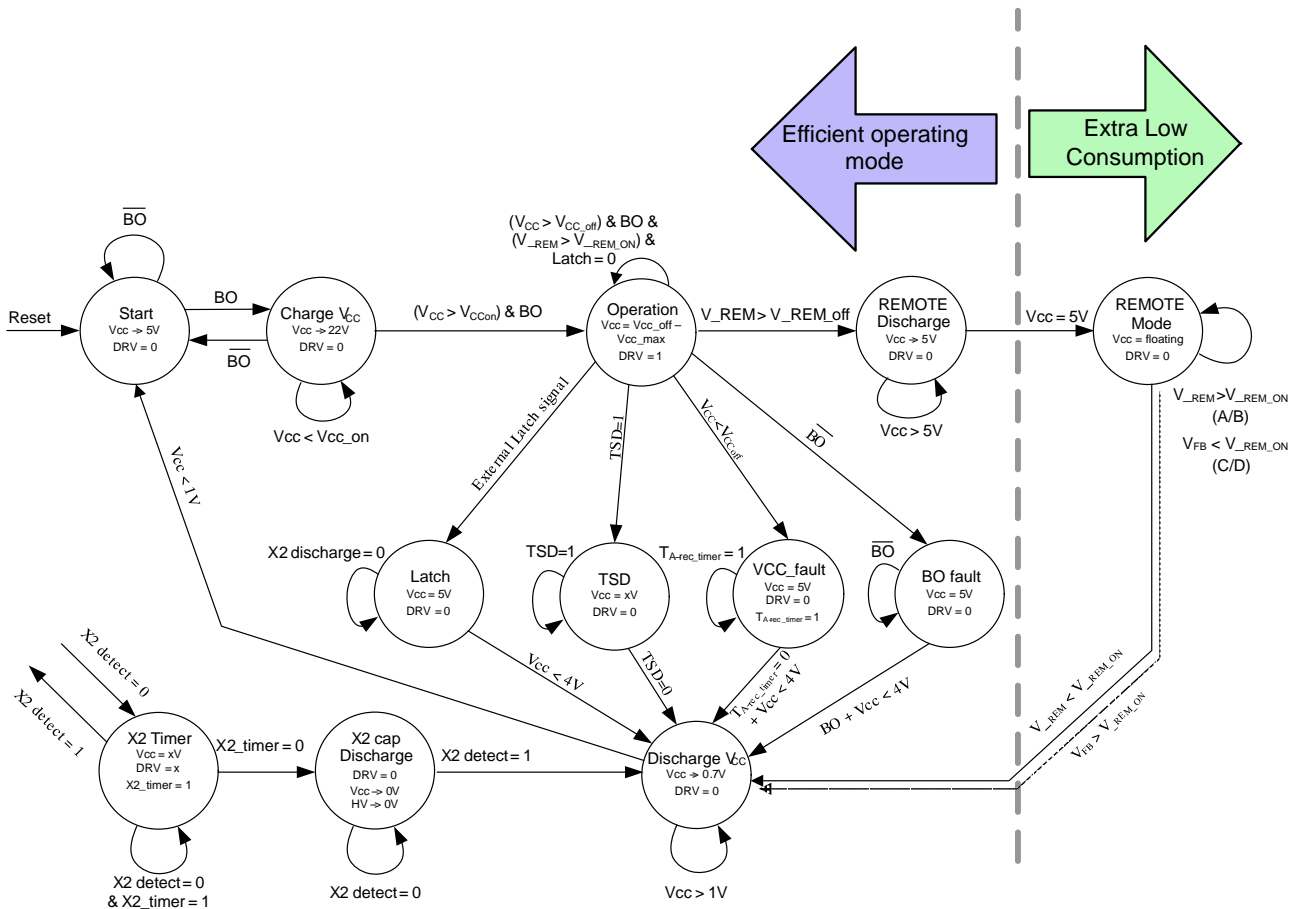 Efficient operating
mode
Extra Low
Consumption
BO
(VCC > VCC_off) & BO &
(V_REM > V_REM_ON) &
Latch = 0
Reset
Start
Vcc → 5V
DRV = 0
BO
BO
Charge VCC
Vcc → 22V
DRV = 0
Vcc < Vcc_on
(VCC > VCCon) & BO
Operation
Vcc = Vcc_off –
Vcc_max
DRV = 1
V_REM > V_REM_off
REMOTE
Discharge
Vcc → 5V
DRV = 0
Vcc > 5V
Vcc = 5V
REMOTE
Mode
Vcc = floating
DRV = 0
V_REM > V_REM_ON
(A/B)
VFB < V_REM_ON
(C/D)
Vcc < 1V
External Latch signal
TSD=1
VCC<VCCoff
BO
X2 discharge = 0
Latch
Vcc = 5V
DRV = 0
TSD=1
TSD
Vcc = xV
DRV = 0
TA-rec_timer = 1
VCC_fault
Vcc = 5V
DRV = 0
TA-rec_timer = 1
BO
BO fault
Vcc = 5V
DRV = 0
Vcc < 4V
TSD=0
TA-rec_timer = 0
+ Vcc < 4V
BO + Vcc < 4V
V_REM < V_REM_ON
VFB > V_REM_ON
X2 detect = 0
X2 detect = 1
X2 Timer
Vcc = xV
DRV = x
X2_timer = 1
X2_timer = 0
X2 detect = 0
& X2_timer = 1
X2 cap
Discharge
DRV = 0
Vcc → 0V
HV → 0V
X2 detect = 0
X2 detect = 1
Discharge VCC
Vcc → 0.7V
DRV = 0
Vcc > 1V